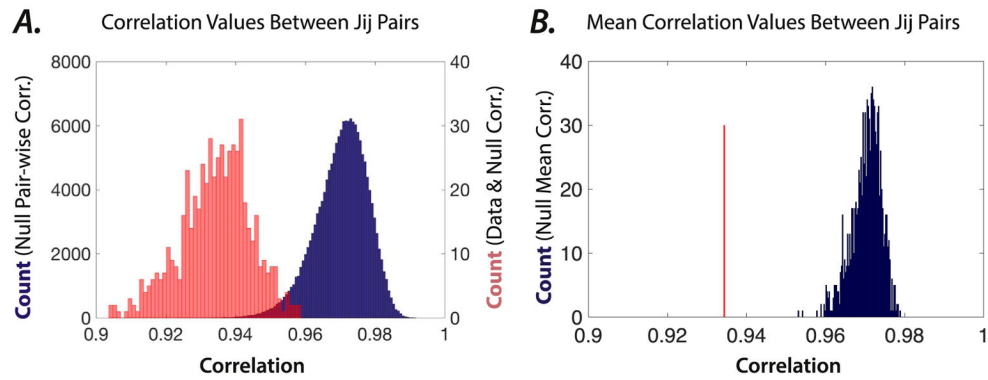 A. Correlation Values Between Jij Pairs
Count (Null Pair-wise Corr.)
8000
6000
4000
2000
0
0.9 0.92 0.94 0.96 0.98 1
40
30
20
10
0
Count (Data & Null Corr.)
Correlation
B. Mean Correlation Values Between Jij Pairs
Count (Null Mean Corr.)
40
30
20
10
0
0.9 0.92 0.94 0.96 0.98 1
Correlation